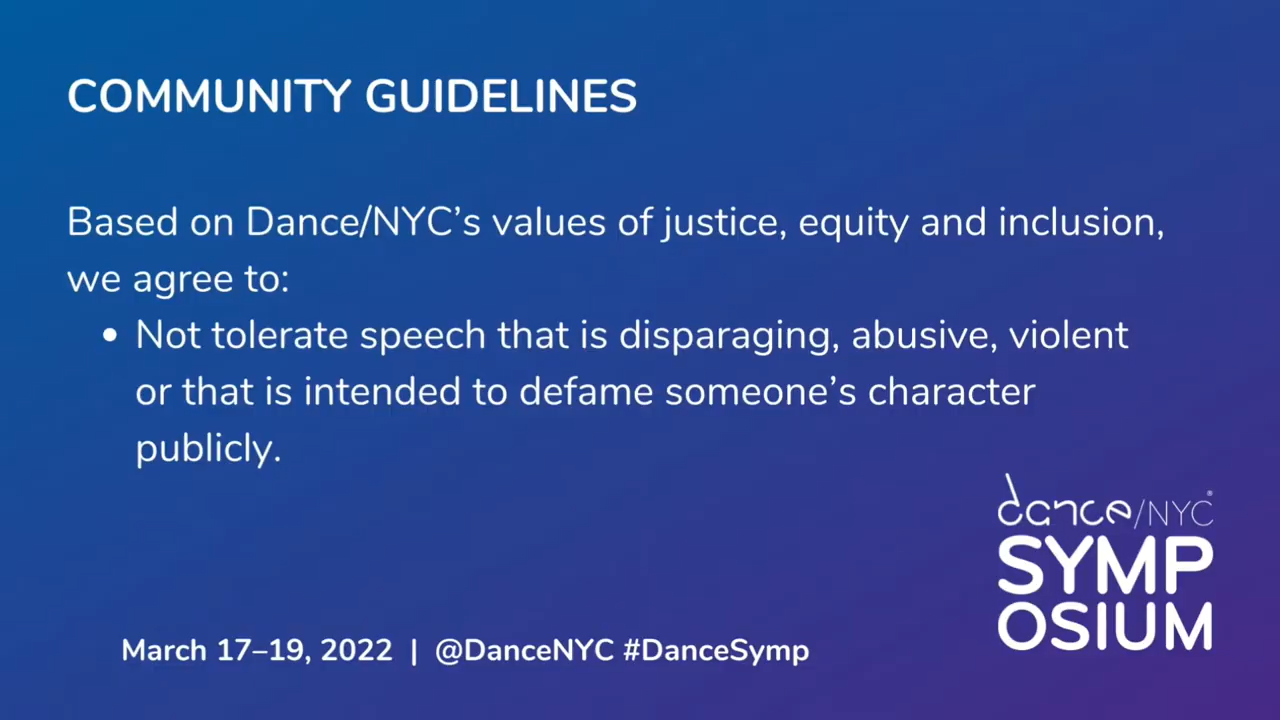 COMMUNITY GUIDELINES
Based on Dance/NYC’s values of justice, equity and inclusion,
we agree to:
• Not tolerate speech that is disparaging, abusive, violent
or that is intended to defame someone’s character
publicly.
dance/NYC®
SYMP
OSIUM
March 17–19, 2022 | @DanceNYC #DanceSymp